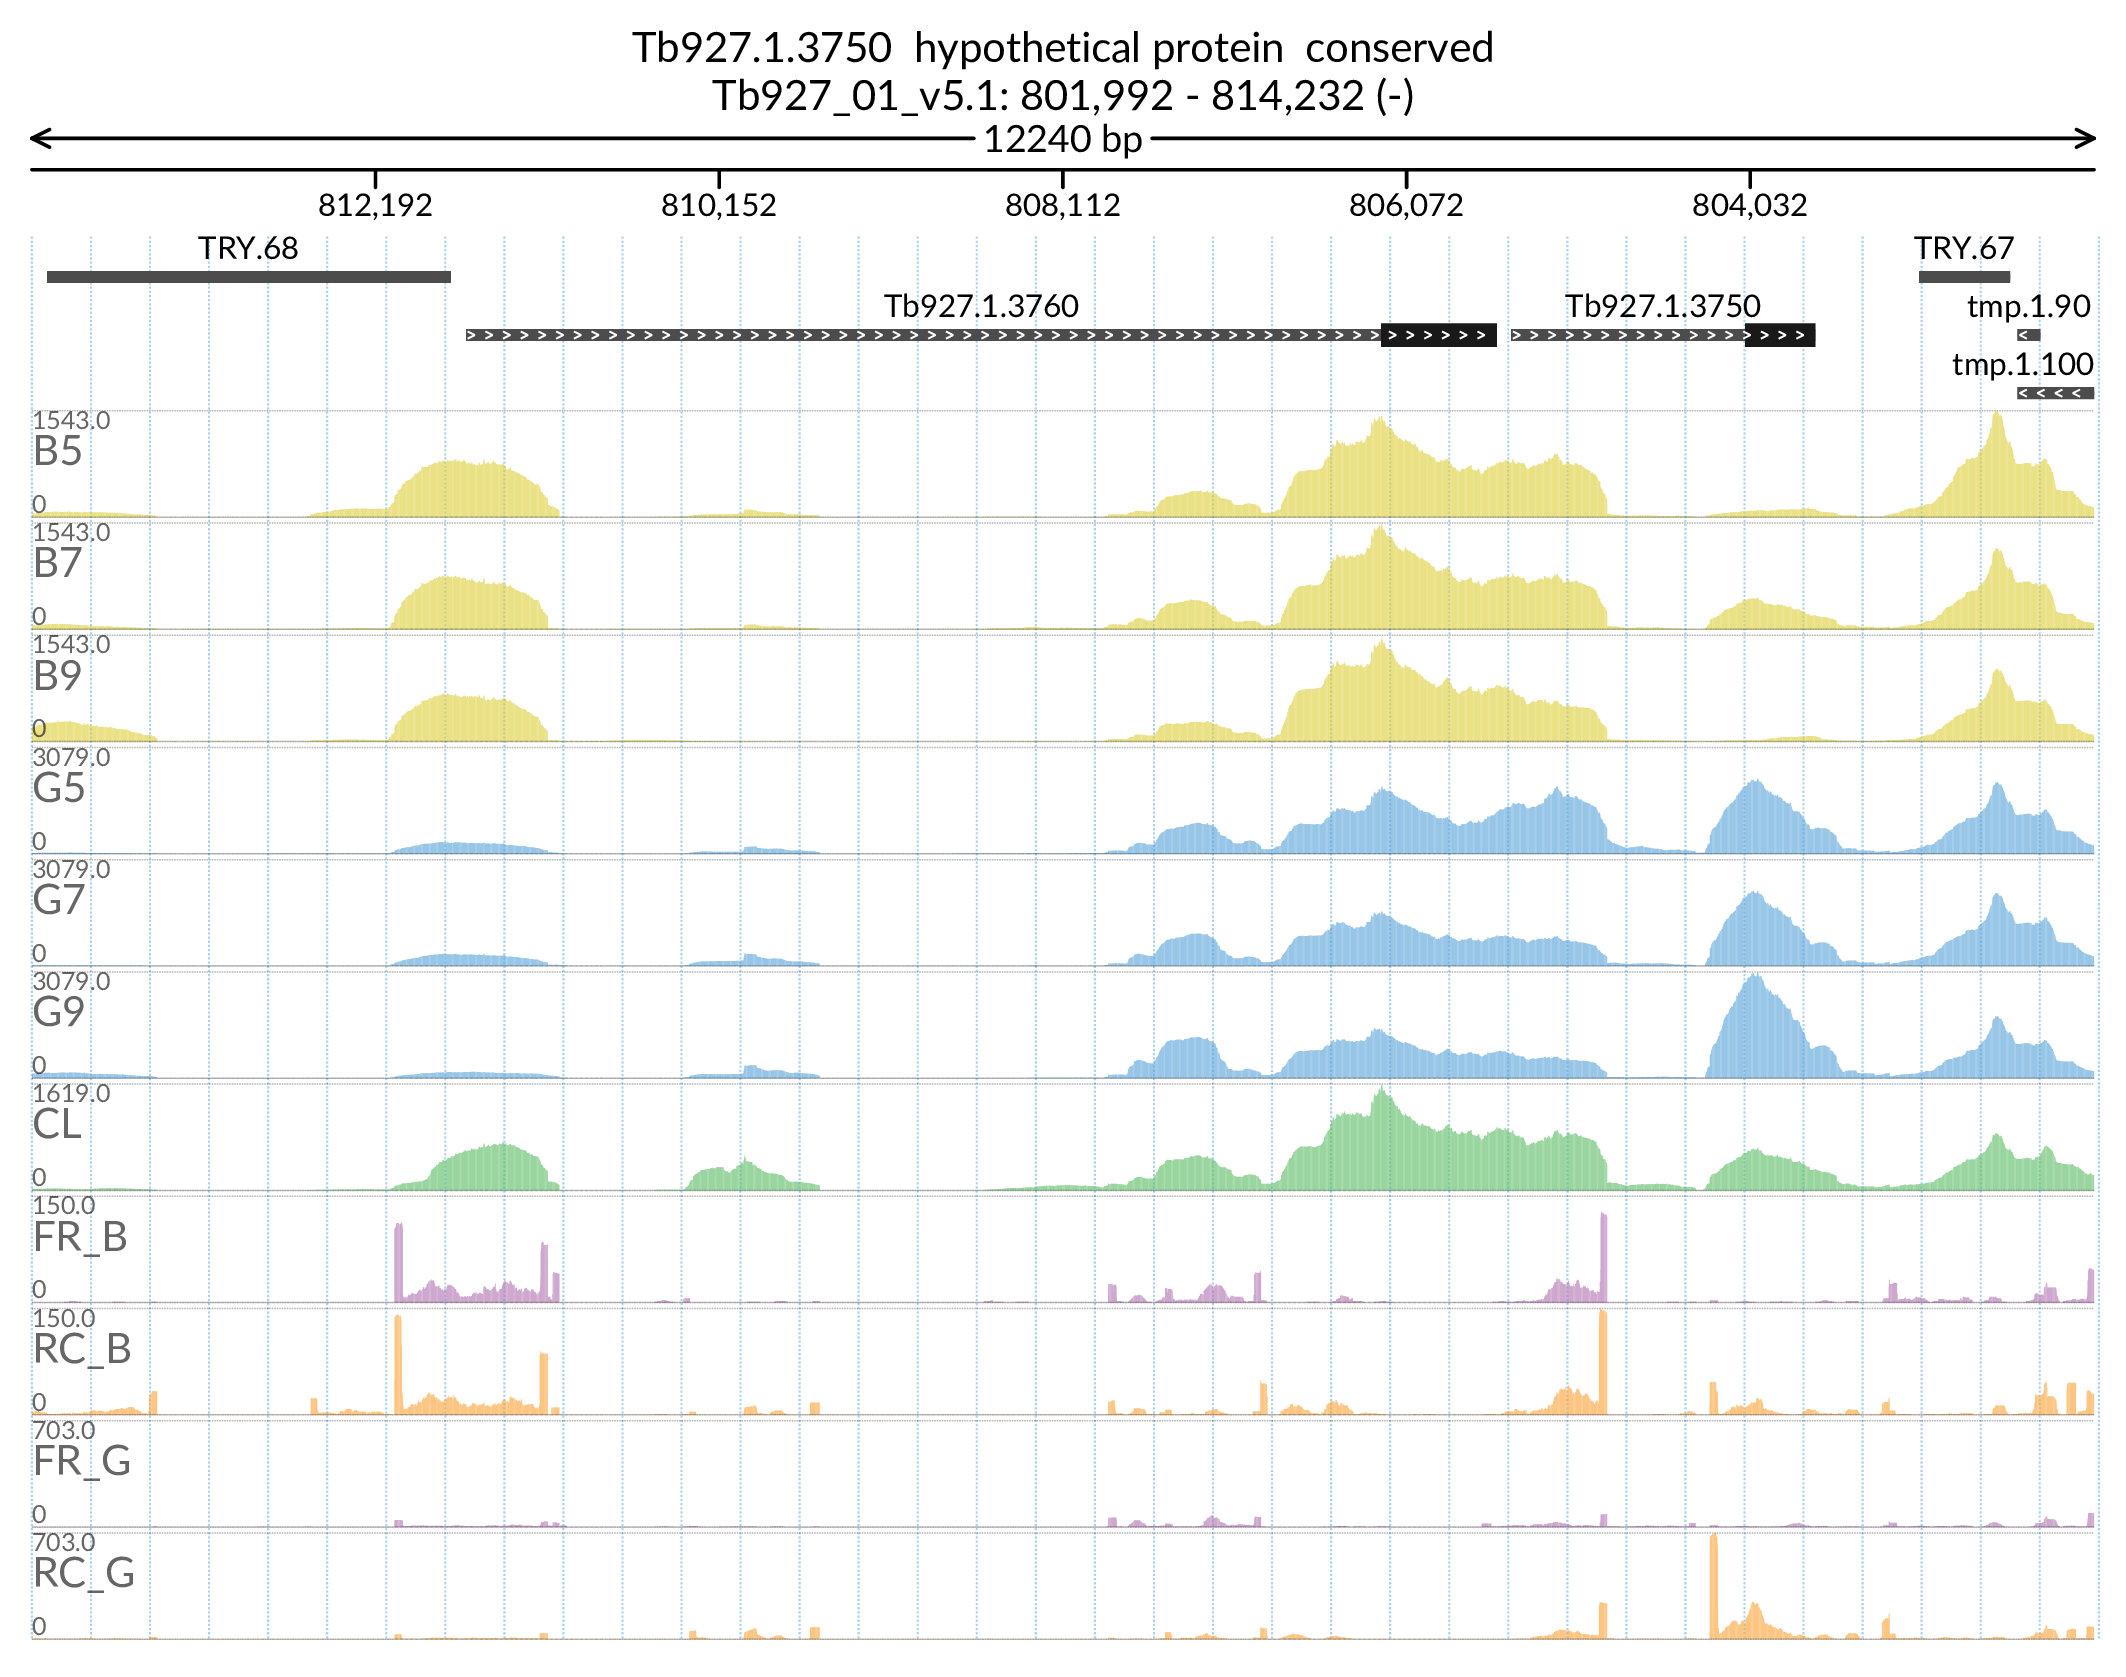 Tb927.1.3750  hypothetical protein  conserved
Tb927_01_v5.1: 801,992 - 814,232 (-)
12240 bp
812,192 810,152 808,112 806,072 804,032
TRY.68 TRY.67
Tb927.1.3760 Tb927.1.3750 tmp.1.90
tmp.1.100
1543.0
B5
0
1543.0
B7
0
1543.0
B9
0
3079.0
G5
0
3079.0
G7
0
3079.0
G9
0
1619.0
CL
0
150.0
FR_B
0
150.0
RC_B
0
703.0
FR_G
0
703.0
RC_G
0